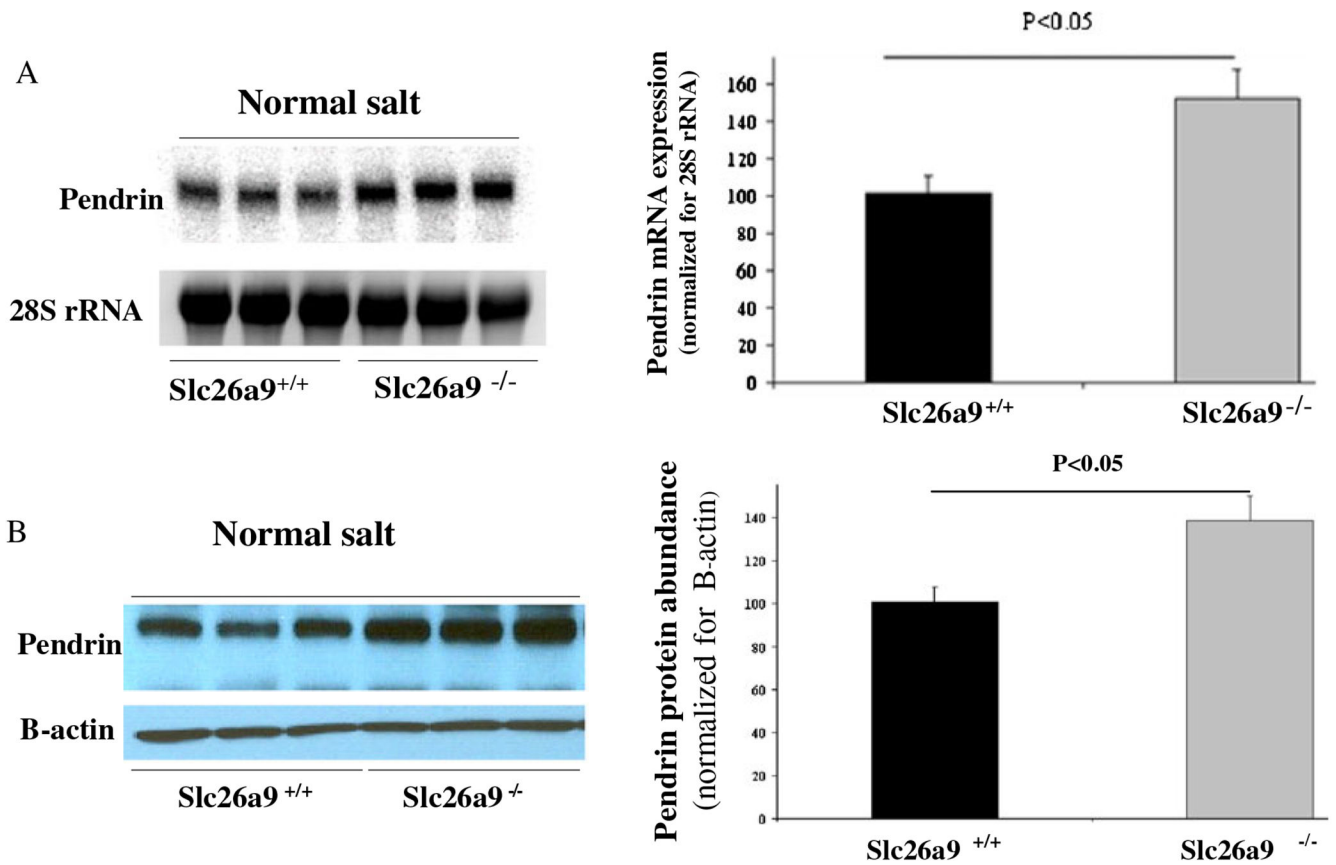 A
Normal salt
Pendrin
28S rRNA
Slc26a9+/+
Slc26a9 -/-
P<0.05
Pendrin mRNA expression
(normalized for 28S rRNA)
160
140
120
100
80
60
40
20
0
Slc26a9+/+
Slc26a9-/-
B
Normal salt
Pendrin
B-actin
Slc26a9 +/+
Slc26a9 -/-
P<0.05
Pendrin protein abundance
(normalized for B-actin)
140
120
100
80
60
40
20
0
Slc26a9 +/+
Slc26a9 -/-